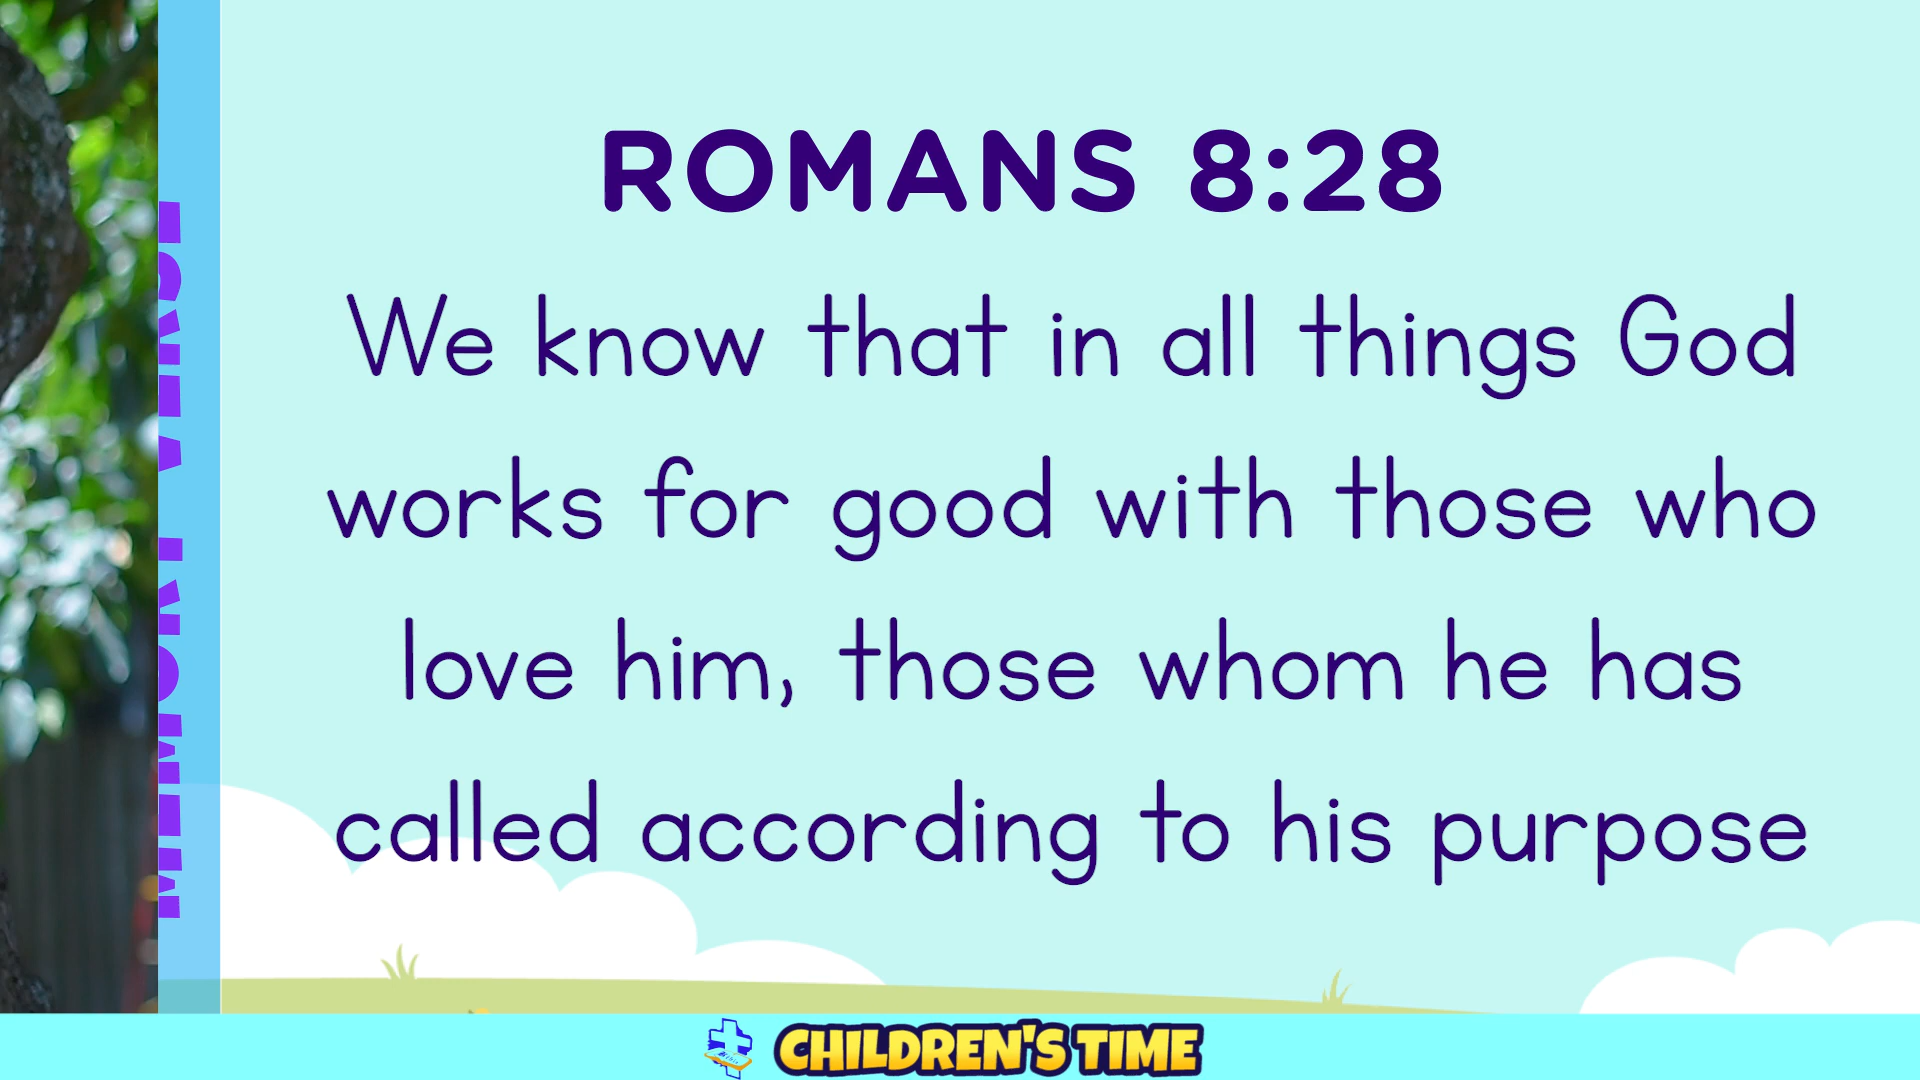 ROMANS 8:28
We know that in all things God
works for good with those who
love him, those whom he has
called according to his purpose
CHILDREN'S TIME